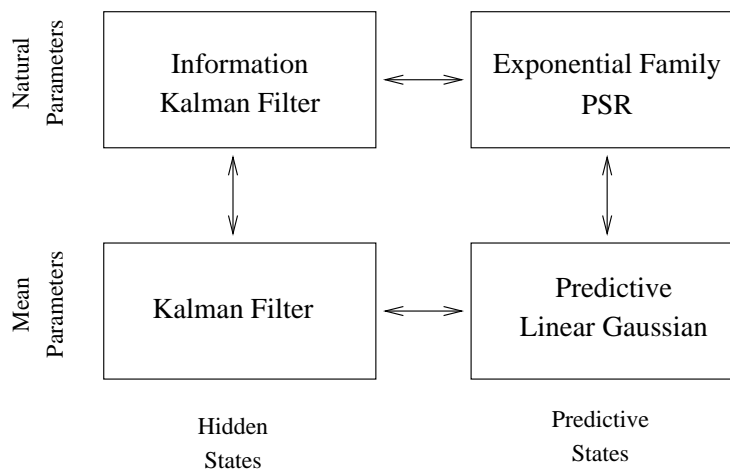 Natural
Parameters
Information
Kalman Filter
Exponential Family
PSR
Mean
Parameters
Kalman Filter
Predictive
Linear Gaussian
Hidden
States
Predictive
States